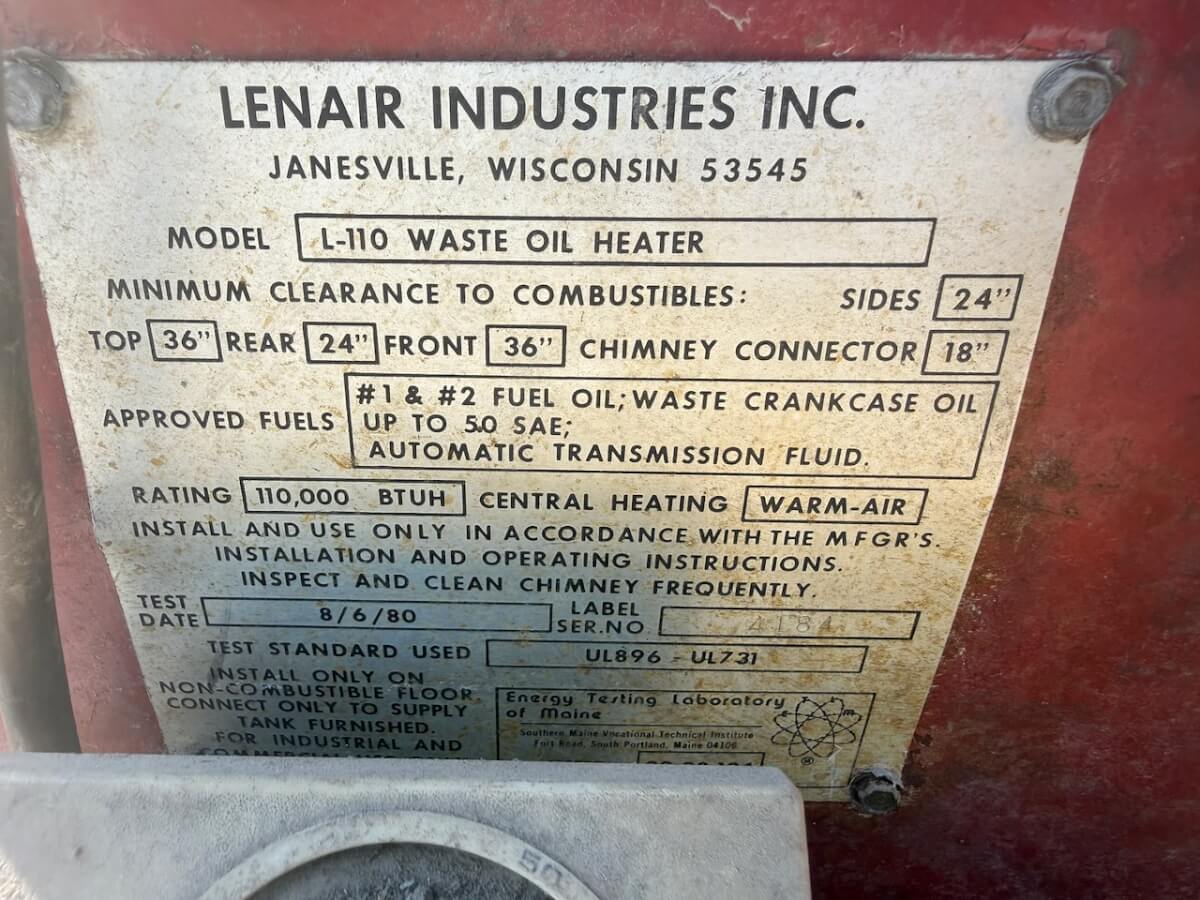 LENAIR INDUSTRIES INC.
JANESVILLE, WISCONSIN 53545
MODEL L-110 WASTE OIL HEATER
MINIMUM CLEARANCE TO COMBUSTIBLES: SIDES 24"
TOP 36" REAR 24" FRONT 36" CHIMNEY CONNECTOR 18"
APPROVED FUELS #1 & #2 FUEL OIL; WASTE CRANKCASE OIL
UP TO 50 SAE;
AUTOMATIC TRANSMISSION FLUID.
RATING 110,000 BTUH CENTRAL HEATING WARM-AIR
INSTALL AND USE ONLY IN ACCORDANCE WITH THE MFGR'S.
INSTALLATION AND OPERATING INSTRUCTIONS.
INSPECT AND CLEAN CHIMNEY FREQUENTLY.
TEST DATE 8/6/80 LABEL SER.NO. 4184
TEST STANDARD USED UL896 - UL731
INSTALL ONLY ON
NON-COMBUSTIBLE FLOOR.
CONNECT ONLY TO SUPPLY
TANK FURNISHED.
FOR INDUSTRIAL AND
Energy Testing Laboratory
of Maine
Southern Maine Vocational Technical Institute
Fort Road, South Portland, Maine 04106
50